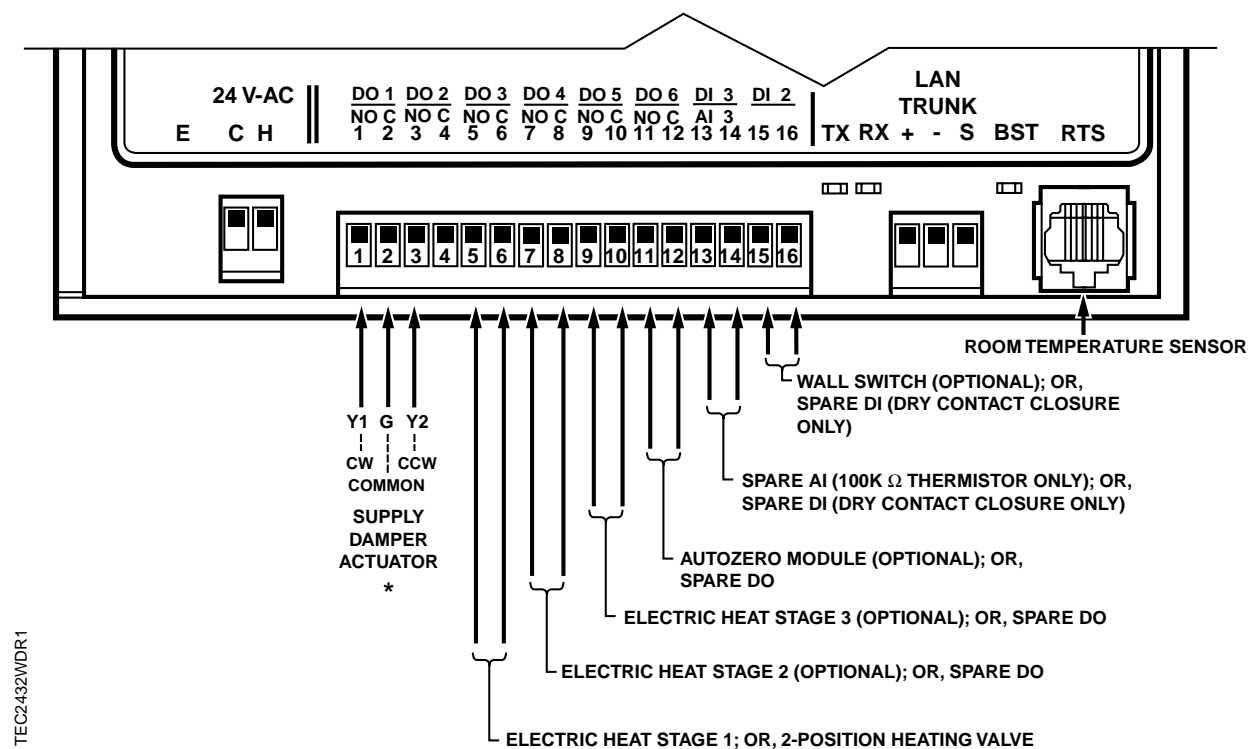 LAN
24 V-AC DO 1 DO 2 DO 3 DO 4 DO 5 DO 6 DI 3 DI 2 TRUNK
NO C NO C NO C NO C NO C NO C AI 3
E C H 1 2 3 4 5 6 7 8 9 10 11 12 13 14 15 16 TX RX + - S BST RTS
1 2 3 4 5 6 7 8 9 10 11 12 13 14 15 16
ROOM TEMPERATURE SENSOR
WALL SWITCH (OPTIONAL); OR,
SPARE DI (DRY CONTACT CLOSURE
ONLY)
Y1 G Y2
CW CCW
COMMON
SUPPLY
DAMPER
ACTUATOR
*
SPARE AI (100K Ω THERMISTOR ONLY); OR,
SPARE DI (DRY CONTACT CLOSURE ONLY)
AUTOZERO MODULE (OPTIONAL); OR,
SPARE DO
ELECTRIC HEAT STAGE 3 (OPTIONAL); OR, SPARE DO
ELECTRIC HEAT STAGE 2 (OPTIONAL); OR, SPARE DO
ELECTRIC HEAT STAGE 1; OR, 2-POSITION HEATING VALVE
TEC2432WDR1